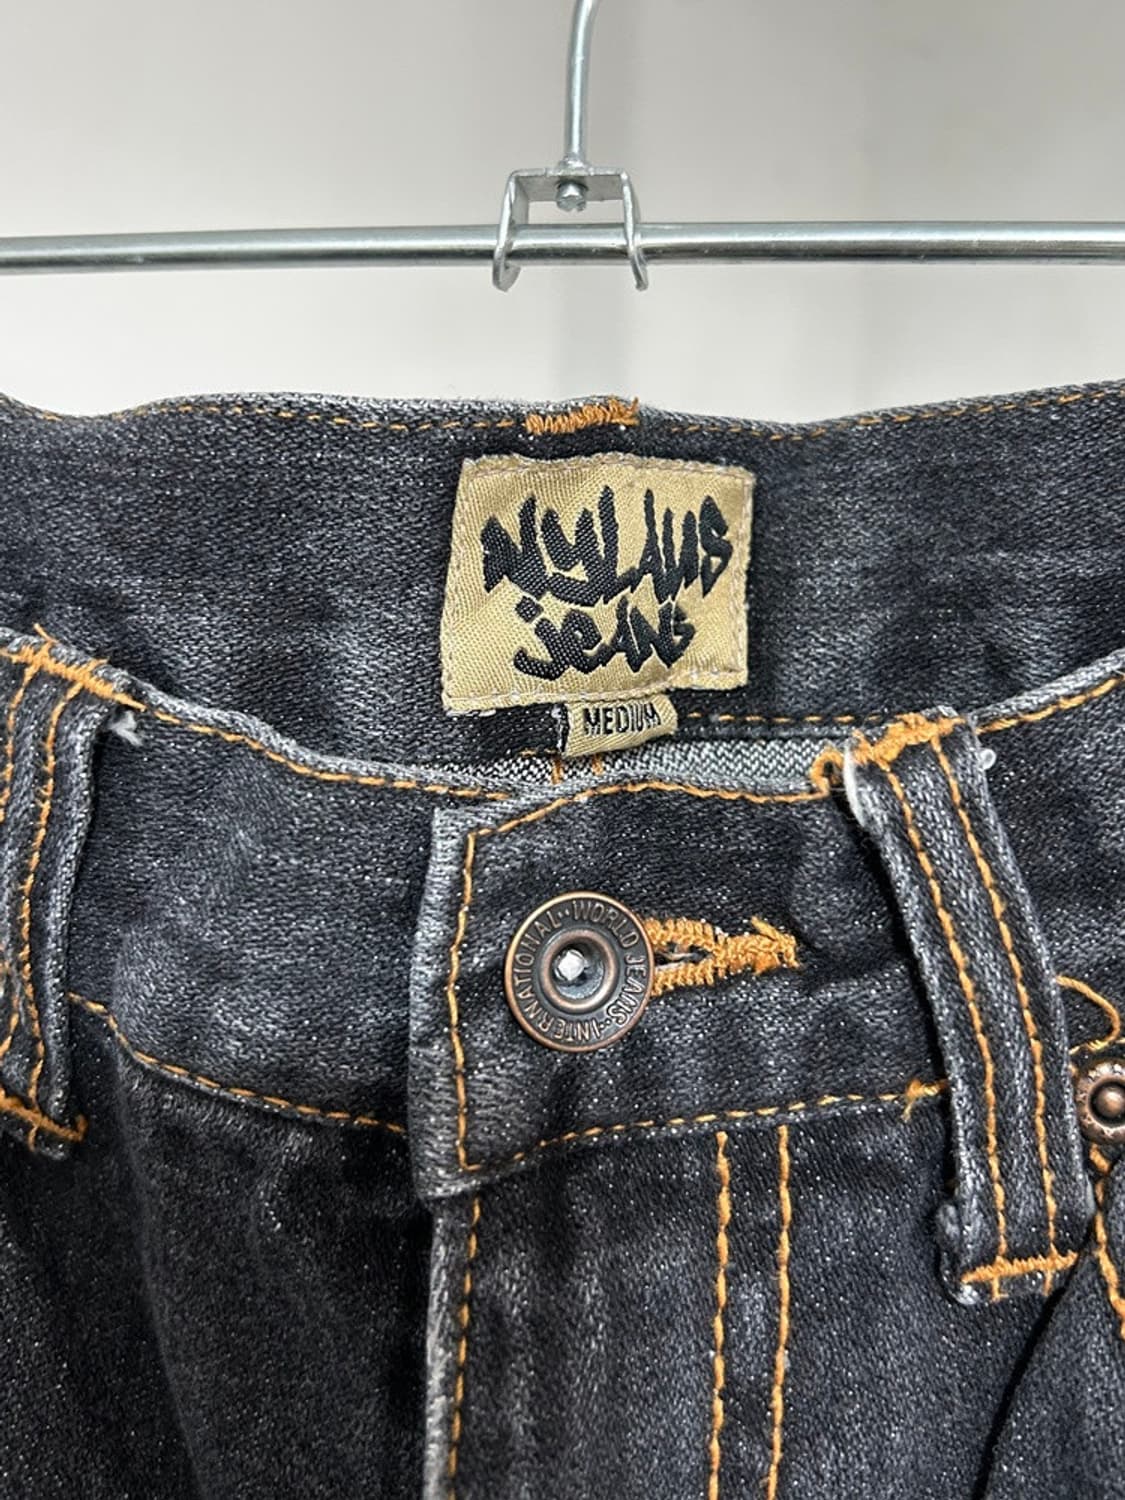 NYLAUS
jeANS
MEDIUM
INTERNATIONAL·· WORLD JEANS··